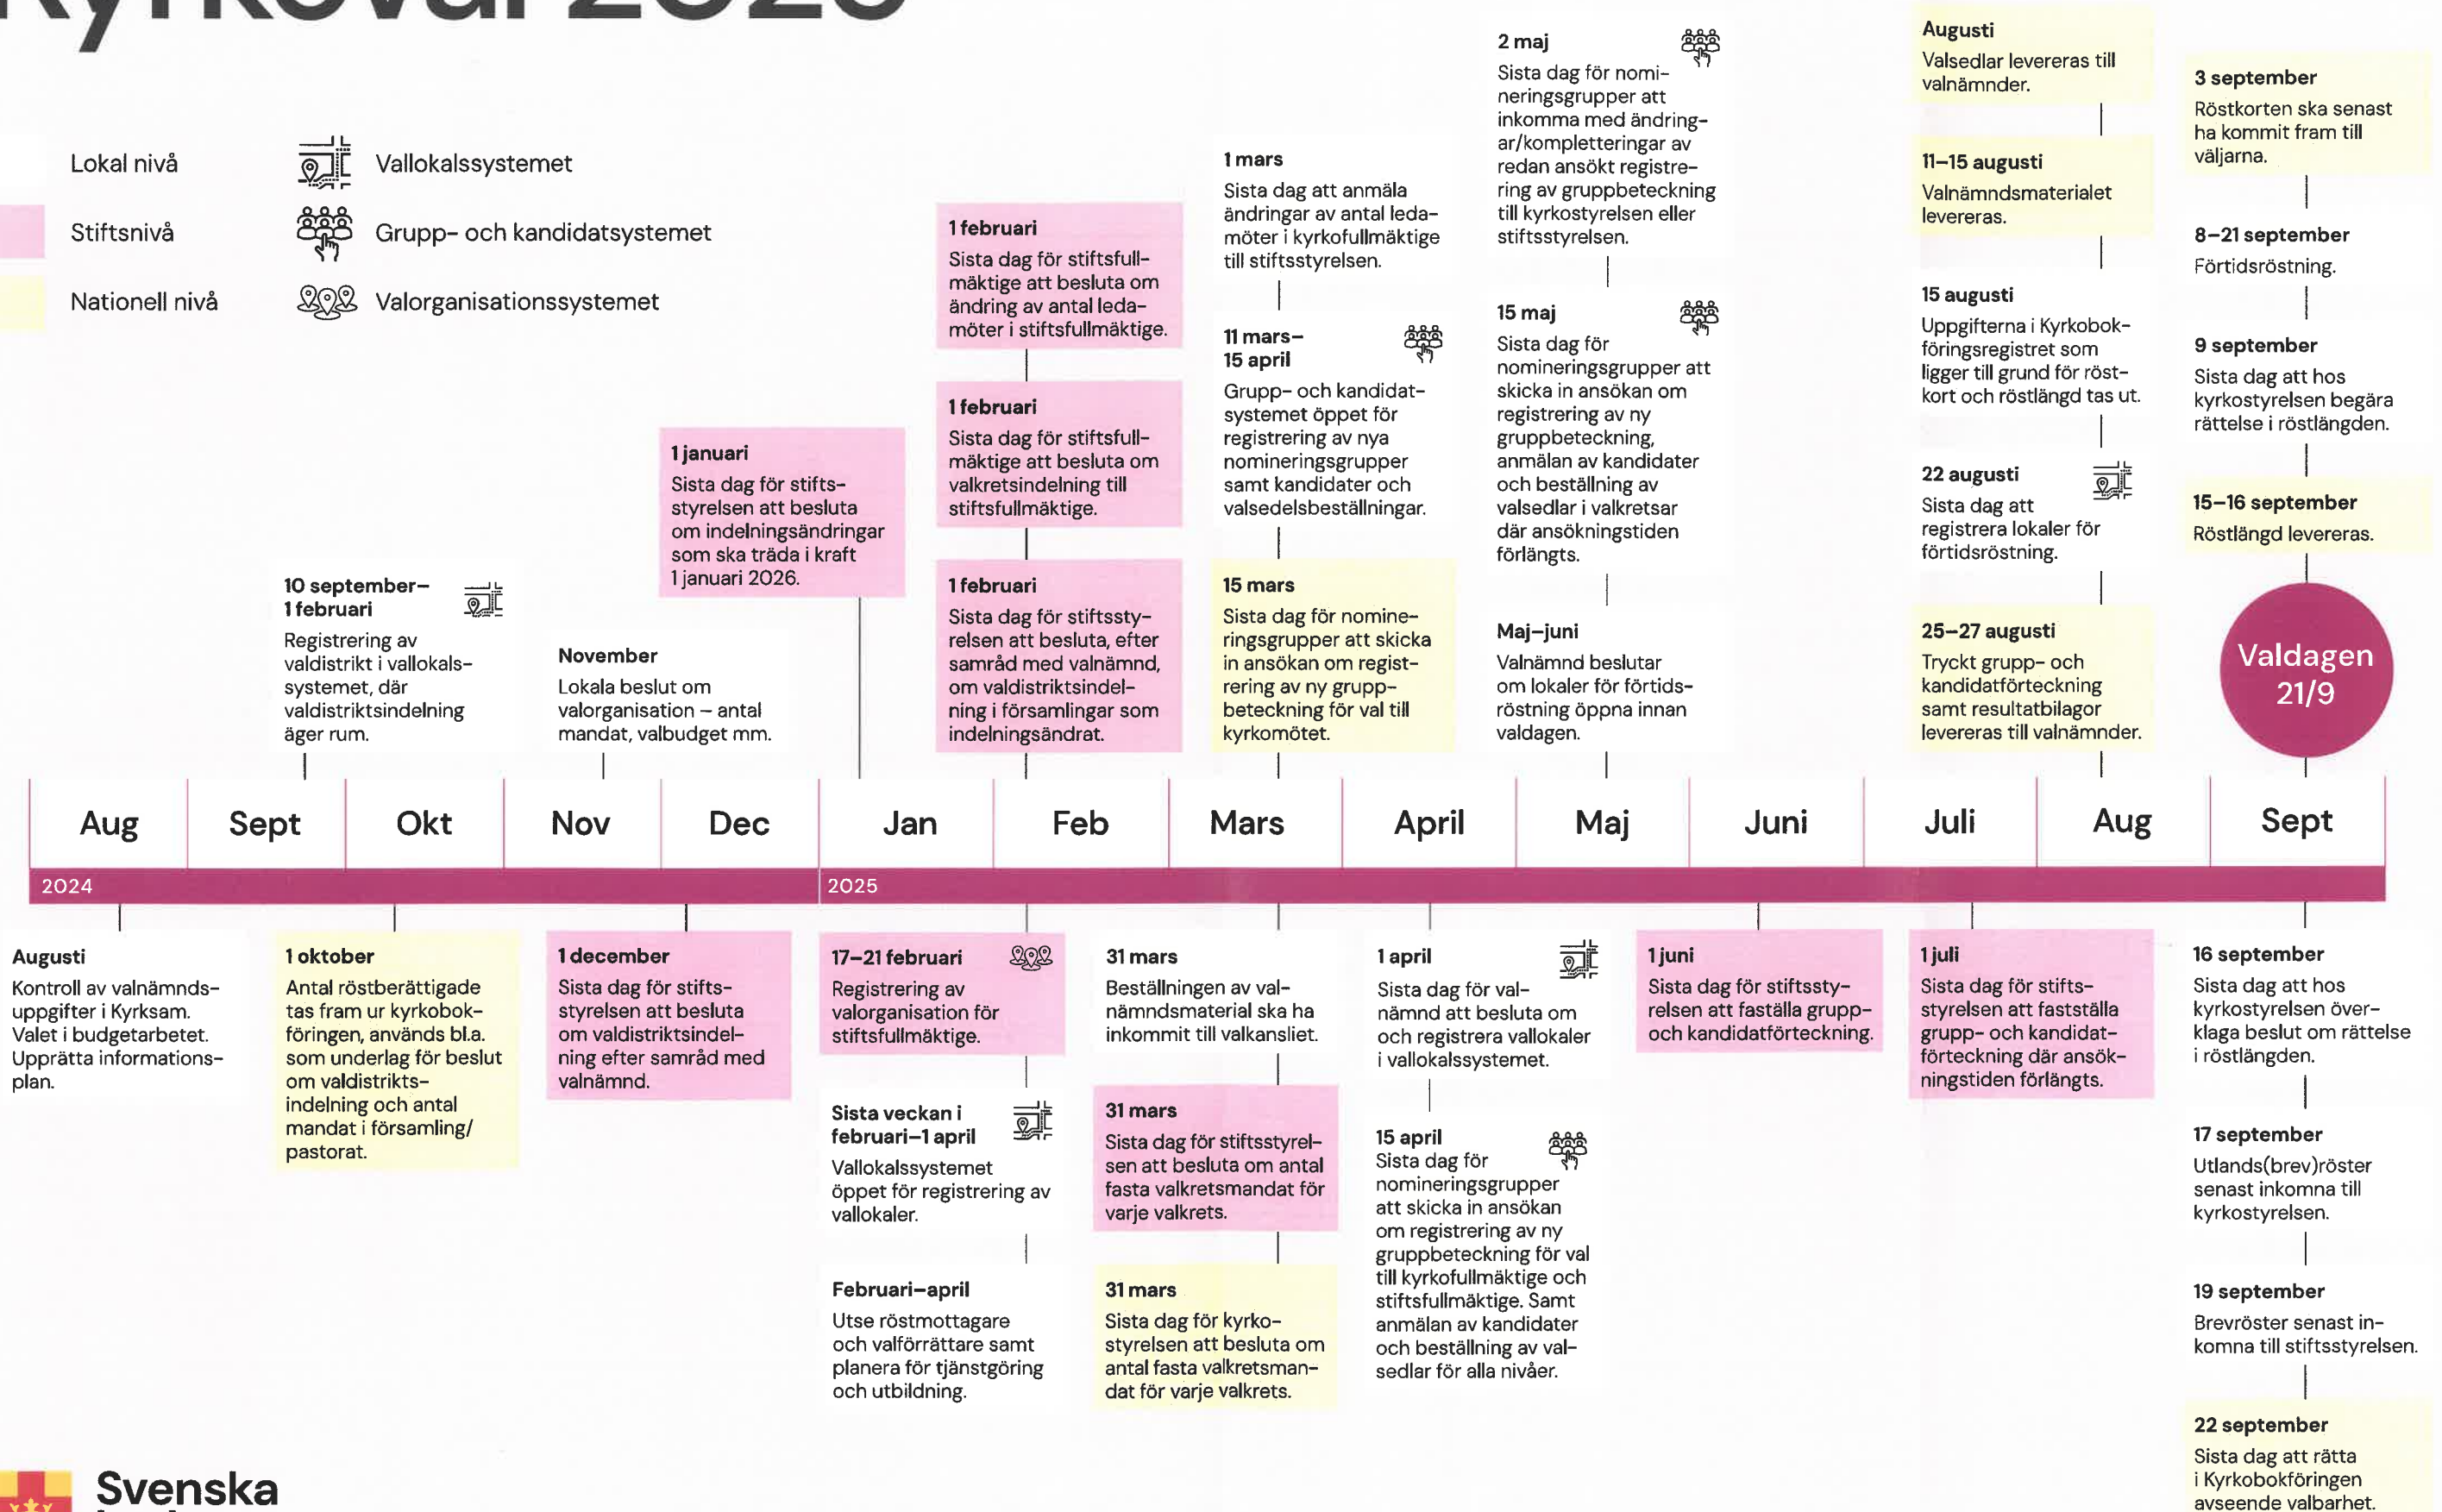 Kyrkoval 2025
Lokal nivå
Stiftsnivå
Nationell nivå
Vallokalssystemet
Grupp- och kandidatsystemet
Valorganisationssystemet
10 september–
1 februari
Registrering av
valdistrikt i vallokals-
systemet, där
valdistriktsindelning
äger rum.
November
Lokala beslut om
valorganisation – antal
mandat, valbudget mm.
1 januari
Sista dag för stifts-
styrelsen att besluta
om indelningsändringar
som ska träda i kraft
1 januari 2026.
1 februari
Sista dag för stiftsfull-
mäktige att besluta om
ändring av antal leda-
möter i stiftsfullmäktige.
1 februari
Sista dag för stiftsfull-
mäktige att besluta om
valkretsindelning till
stiftsfullmäktige.
1 februari
Sista dag för stiftssty-
relsen att besluta, efter
samråd med valnämnd,
om valdistriktsindel-
ning i församlingar som
indelningsändrat.
1 mars
Sista dag att anmäla
ändringar av antal leda-
möter i kyrkofullmäktige
till stiftsstyrelsen.
11 mars–
15 april
Grupp- och kandidat-
systemet öppet för
registrering av nya
nomineringsgrupper
samt kandidater och
valsedelsbeställningar.
15 mars
Sista dag för nomine-
ringsgrupper att skicka
in ansökan om regist-
rering av ny grupp-
beteckning för val till
kyrkomötet.
2 maj
Sista dag för nomi-
neringsgrupper att
inkomma med ändring-
ar/kompletteringar av
redan ansökt registre-
ring av gruppbeteckning
till kyrkostyrelsen eller
stiftsstyrelsen.
15 maj
Sista dag för
nomineringsgrupper att
skicka in ansökan om
registrering av ny
gruppbeteckning,
anmälan av kandidater
och beställning av
valsedlar i valkretsar
där ansökningstiden
förlängts.
Maj–juni
Valnämnd beslutar
om lokaler för förtids-
röstning öppna innan
valdagen.
Augusti
Valsedlar levereras till
valnämnder.
11–15 augusti
Valnämndsmaterialet
levereras.
15 augusti
Uppgifterna i Kyrkobok-
föringsregistret som
ligger till grund för röst-
kort och röstlängd tas ut.
22 augusti
Sista dag att
registrera lokaler för
förtidsröstning.
25–27 augusti
Tryckt grupp- och
kandidatförteckning
samt resultatbilagor
levereras till valnämnder.
3 september
Röstkorten ska senast
ha kommit fram till
väljarna.
8–21 september
Förtidsröstning.
9 september
Sista dag att hos
kyrkostyrelsen begära
rättelse i röstlängden.
15–16 september
Röstlängd levereras.
Valdagen
21/9
Aug Sept Okt Nov Dec Jan Feb Mars April Maj Juni Juli Aug Sept
2024 2025
Augusti
Kontroll av valnämnds-
uppgifter i Kyrksam.
Valet i budgetarbetet.
Upprätta informations-
plan.
1 oktober
Antal röstberättigade
tas fram ur kyrkobok-
föringen, används bl.a.
som underlag för beslut
om valdistrikts-
indelning och antal
mandat i församling/
pastorat.
1 december
Sista dag för stifts-
styrelsen att besluta
om valdistriktsindel-
ning efter samråd med
valnämnd.
17–21 februari
Registrering av
valorganisation för
stiftsfullmäktige.
Sista veckan i
februari–1 april
Vallokalssystemet
öppet för registrering av
vallokaler.
Februari–april
Utse röstmottagare
och valförrättare samt
planera för tjänstgöring
och utbildning.
31 mars
Beställningen av val-
nämndsmaterial ska ha
inkommit till valkansliet.
31 mars
Sista dag för stiftsstyrel-
sen att besluta om antal
fasta valkretsmandat för
varje valkrets.
31 mars
Sista dag för kyrko-
styrelsen att besluta om
antal fasta valkretsman-
dat för varje valkrets.
1 april
Sista dag för val-
nämnd att besluta om
och registrera vallokaler
i vallokalssystemet.
15 april
Sista dag för
nomineringsgrupper
att skicka in ansökan
om registrering av ny
gruppbeteckning för val
till kyrkofullmäktige och
stiftsfullmäktige. Samt
anmälan av kandidater
och beställning av val-
sedlar för alla nivåer.
1 juni
Sista dag för stiftssty-
relsen att faställa grupp-
och kandidatförteckning.
1 juli
Sista dag för stifts-
styrelsen att fastställa
grupp- och kandidat-
förteckning där ansök-
ningstiden förlängts.
16 september
Sista dag att hos
kyrkostyrelsen över-
klaga beslut om rättelse
i röstlängden.
17 september
Utlands(brev)röster
senast inkomna till
kyrkostyrelsen.
19 september
Brevröster senast in-
komna till stiftsstyrelsen.
22 september
Sista dag att rätta
i Kyrkobokföringen
avseende valbarhet.
Svenska